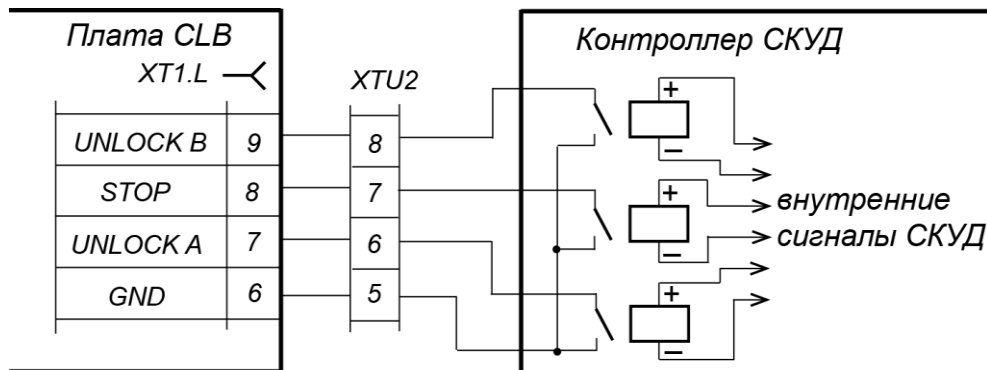 Плата CLB
XT1.L
XTU2
Контроллер СКУД
UNLOCK B 9 8
STOP 8 7
UNLOCK A 7 6
GND 6 5
+
−
+
−
+
−
внутренние
сигналы СКУД